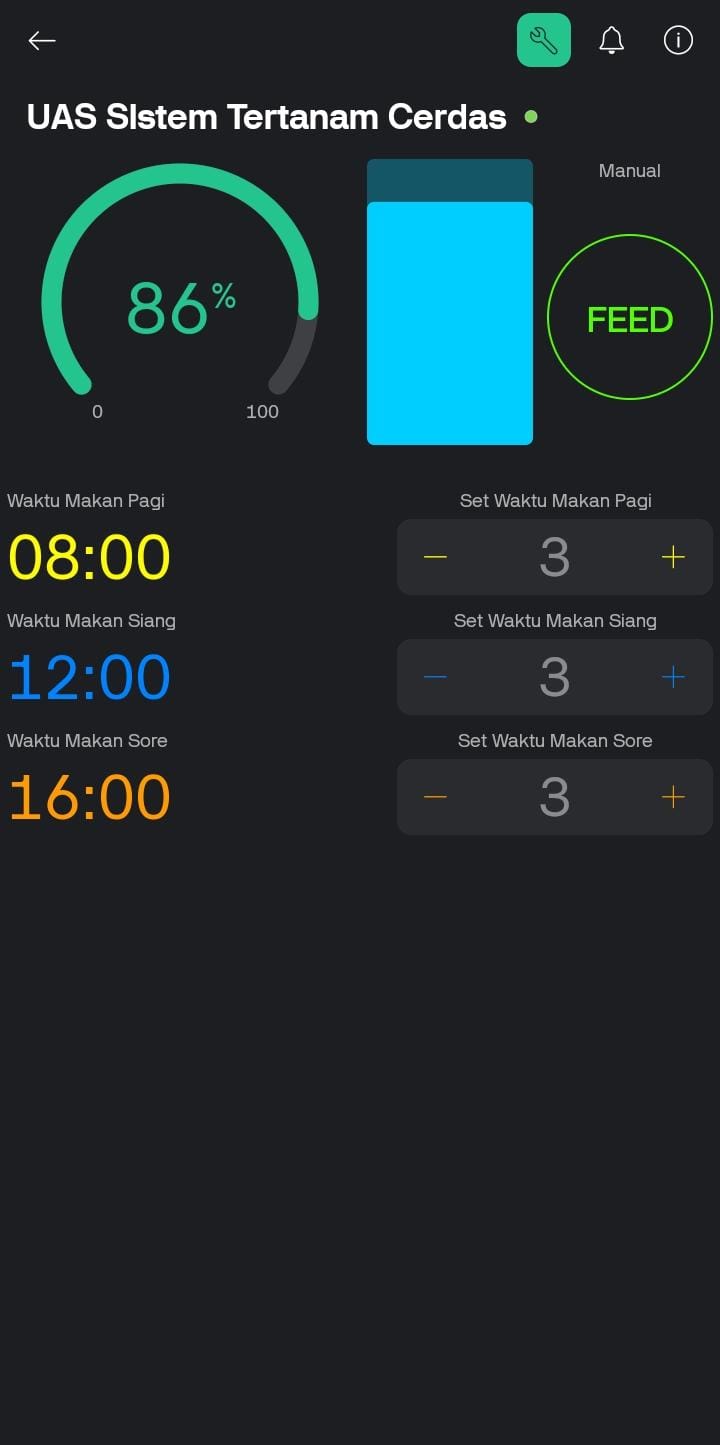 UAS SIstem Tertanam Cerdas
86%
0
100
Manual
FEED
Waktu Makan Pagi
08:00
Set Waktu Makan Pagi
− 3 +
Waktu Makan Siang
12:00
Set Waktu Makan Siang
− 3 +
Waktu Makan Sore
16:00
Set Waktu Makan Sore
− 3 +